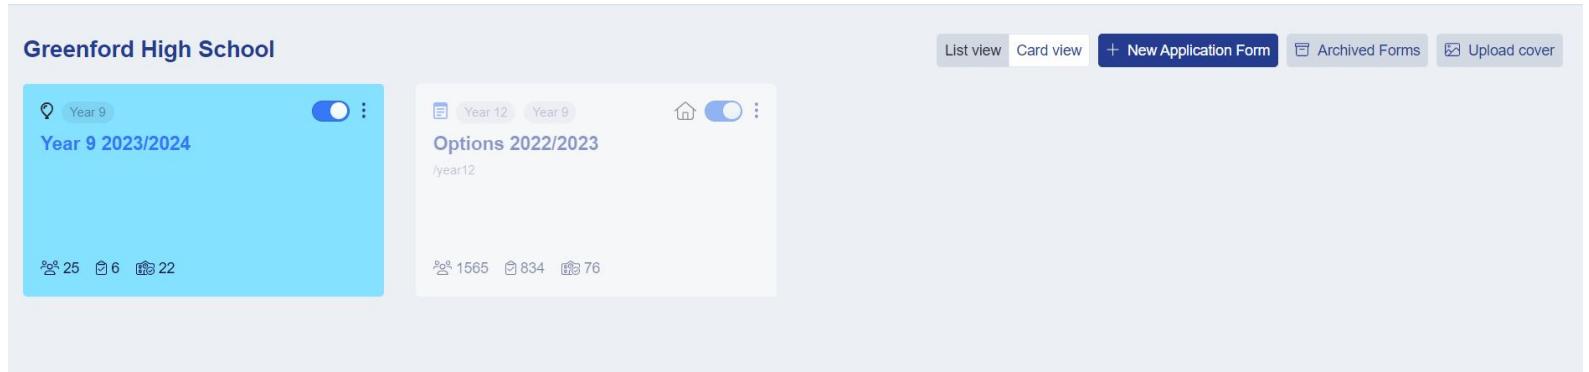 Greenford High School
List view Card view + New Application Form Archived Forms Upload cover
Year 9
Year 9 2023/2024
25 6 22
Year 12 Year 9
Options 2022/2023
/year12
1565 834 76